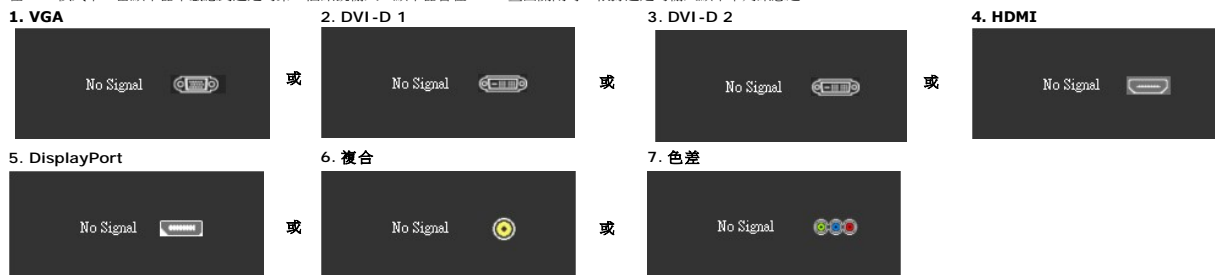 1. VGA
2. DVI-D 1
3. DVI-D 2
4. HDMI
No Signal
或
No Signal
或
No Signal
或
No Signal
5. DisplayPort
6. 複合
7. 色差
No Signal
或
No Signal
或
No Signal